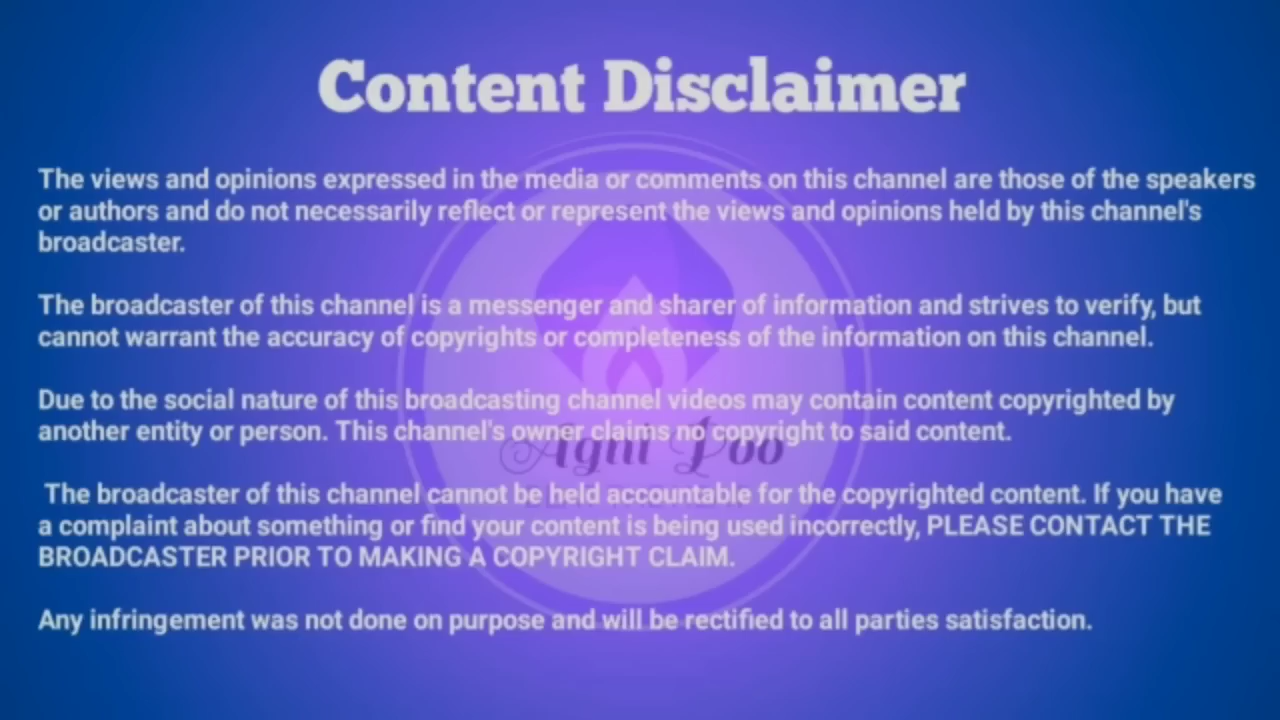 Content Disclaimer
The views and opinions expressed in the media or comments on this channel are those of the speakers
or authors and do not necessarily reflect or represent the views and opinions held by this channel's
broadcaster.
The broadcaster of this channel is a messenger and sharer of information and strives to verify, but
cannot warrant the accuracy of copyrights or completeness of the information on this channel.
Due to the social nature of this broadcasting channel videos may contain content copyrighted by
another entity or person. This channel's owner claims no copyright to said content.
Agni Poo
The broadcaster of this channel cannot be held accountable for the copyrighted content. If you have
a complaint about something or find your content is being used incorrectly, PLEASE CONTACT THE
BROADCASTER PRIOR TO MAKING A COPYRIGHT CLAIM.
Any infringement was not done on purpose and will be rectified to all parties satisfaction.